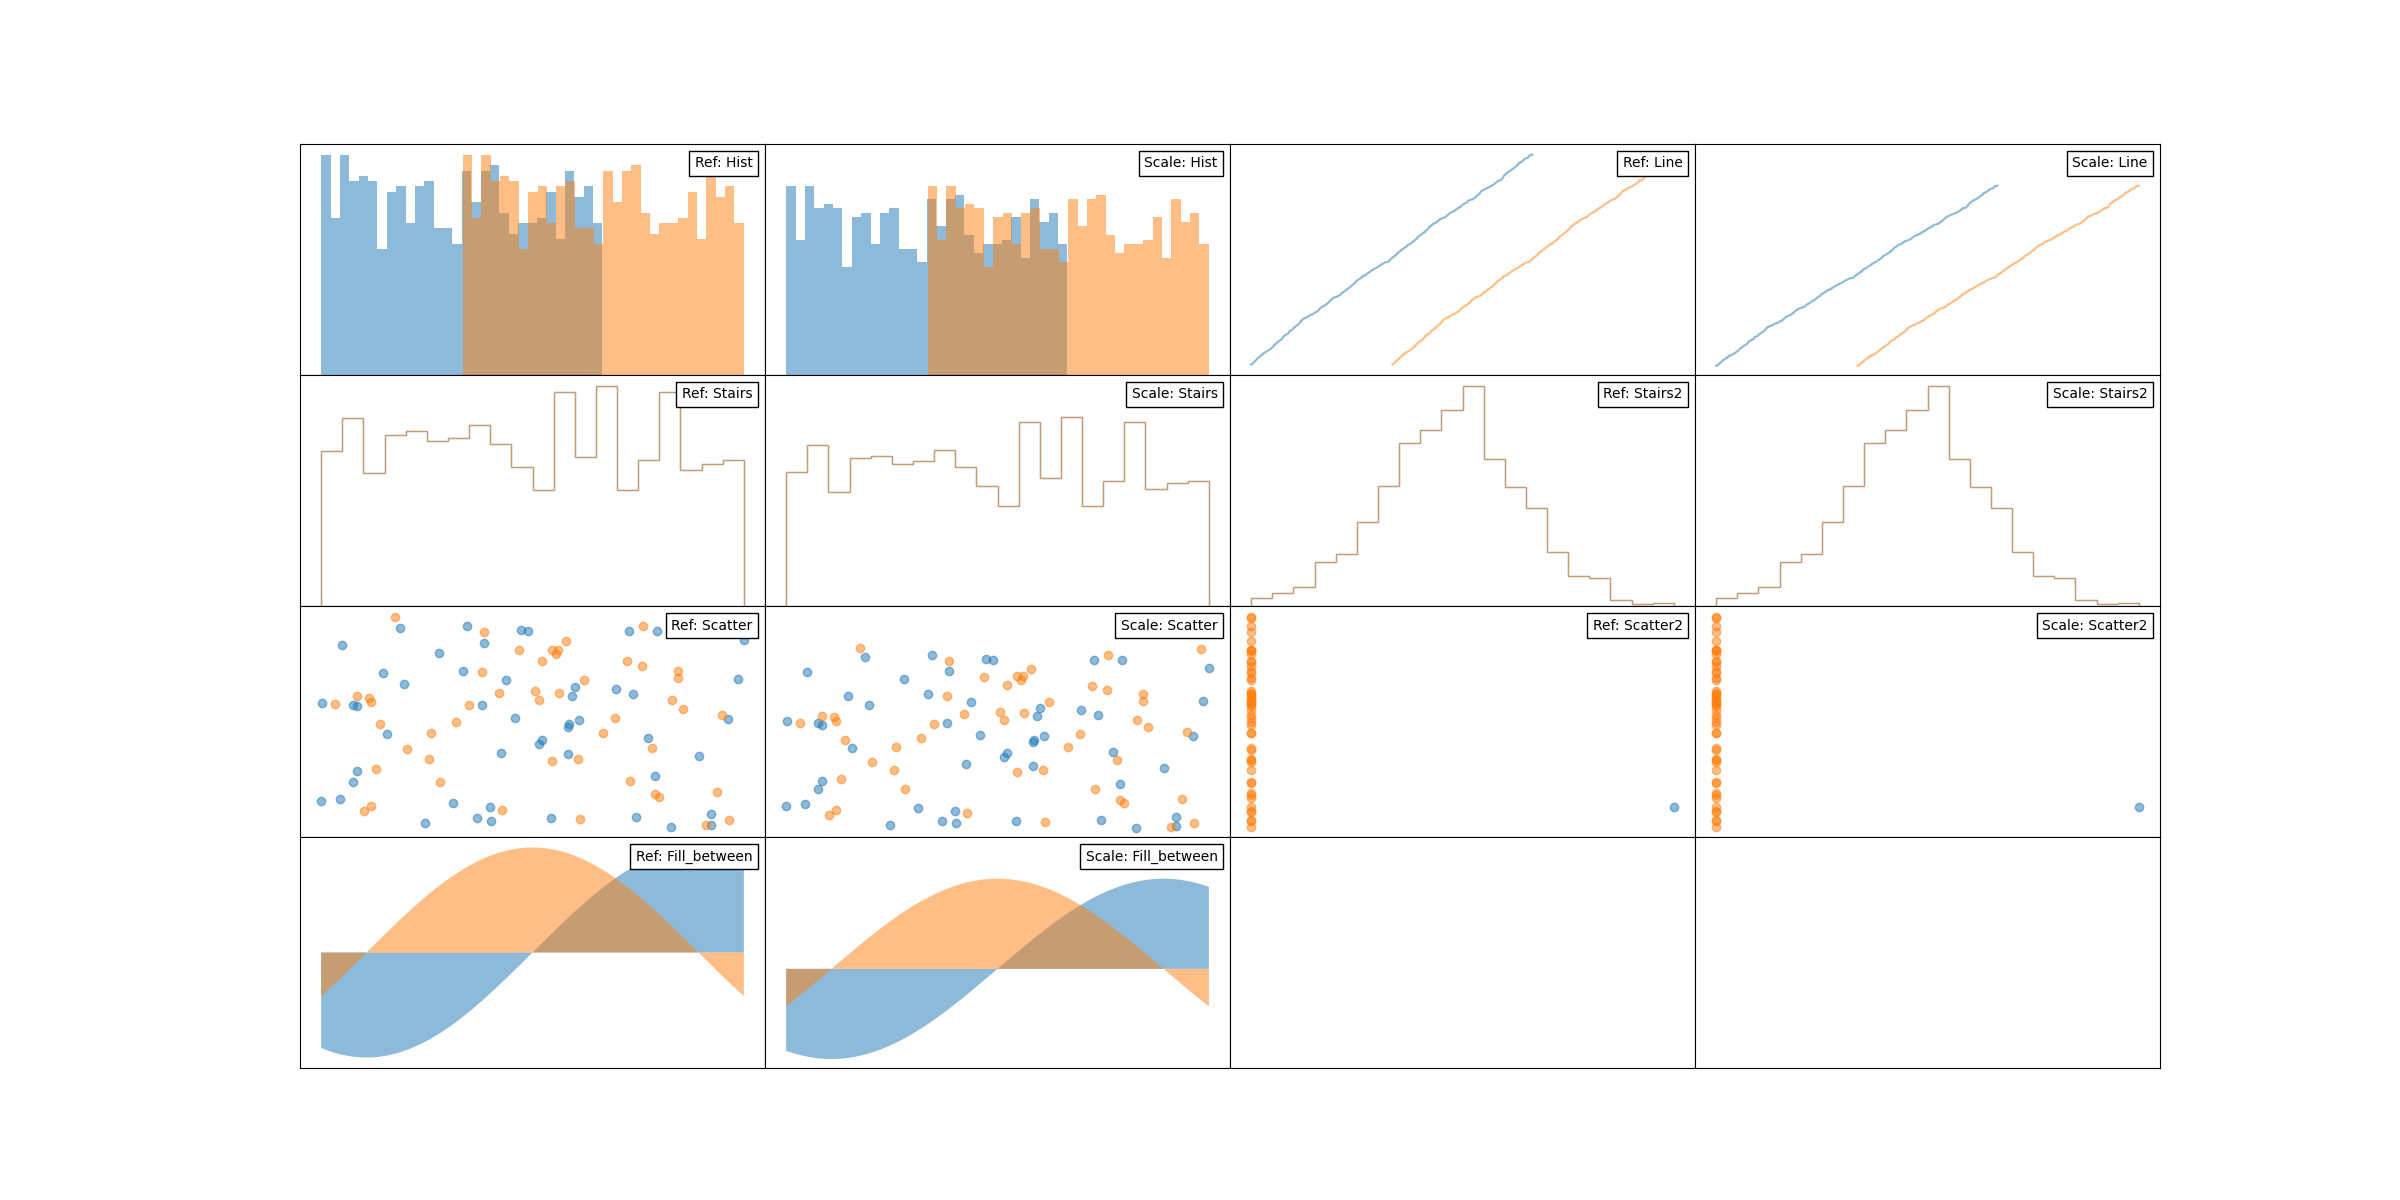 Ref: Hist
Scale: Hist
Ref: Line
Scale: Line
Ref: Stairs
Scale: Stairs
Ref: Stairs2
Scale: Stairs2
Ref: Scatter
Scale: Scatter
Ref: Scatter2
Scale: Scatter2
Ref: Fill_between
Scale: Fill_between